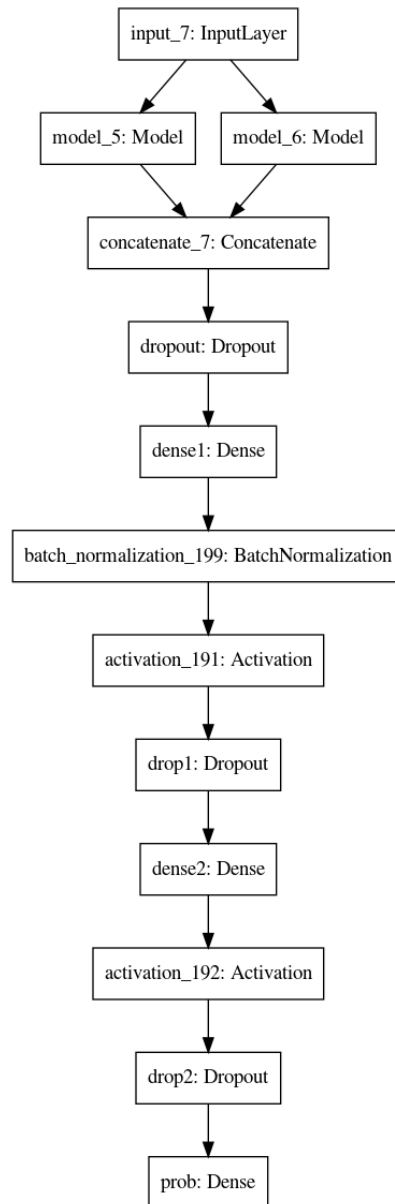 input_7: InputLayer
model_5: Model
model_6: Model
concatenate_7: Concatenate
dropout: Dropout
dense1: Dense
batch_normalization_199: BatchNormalization
activation_191: Activation
drop1: Dropout
dense2: Dense
activation_192: Activation
drop2: Dropout
prob: Dense